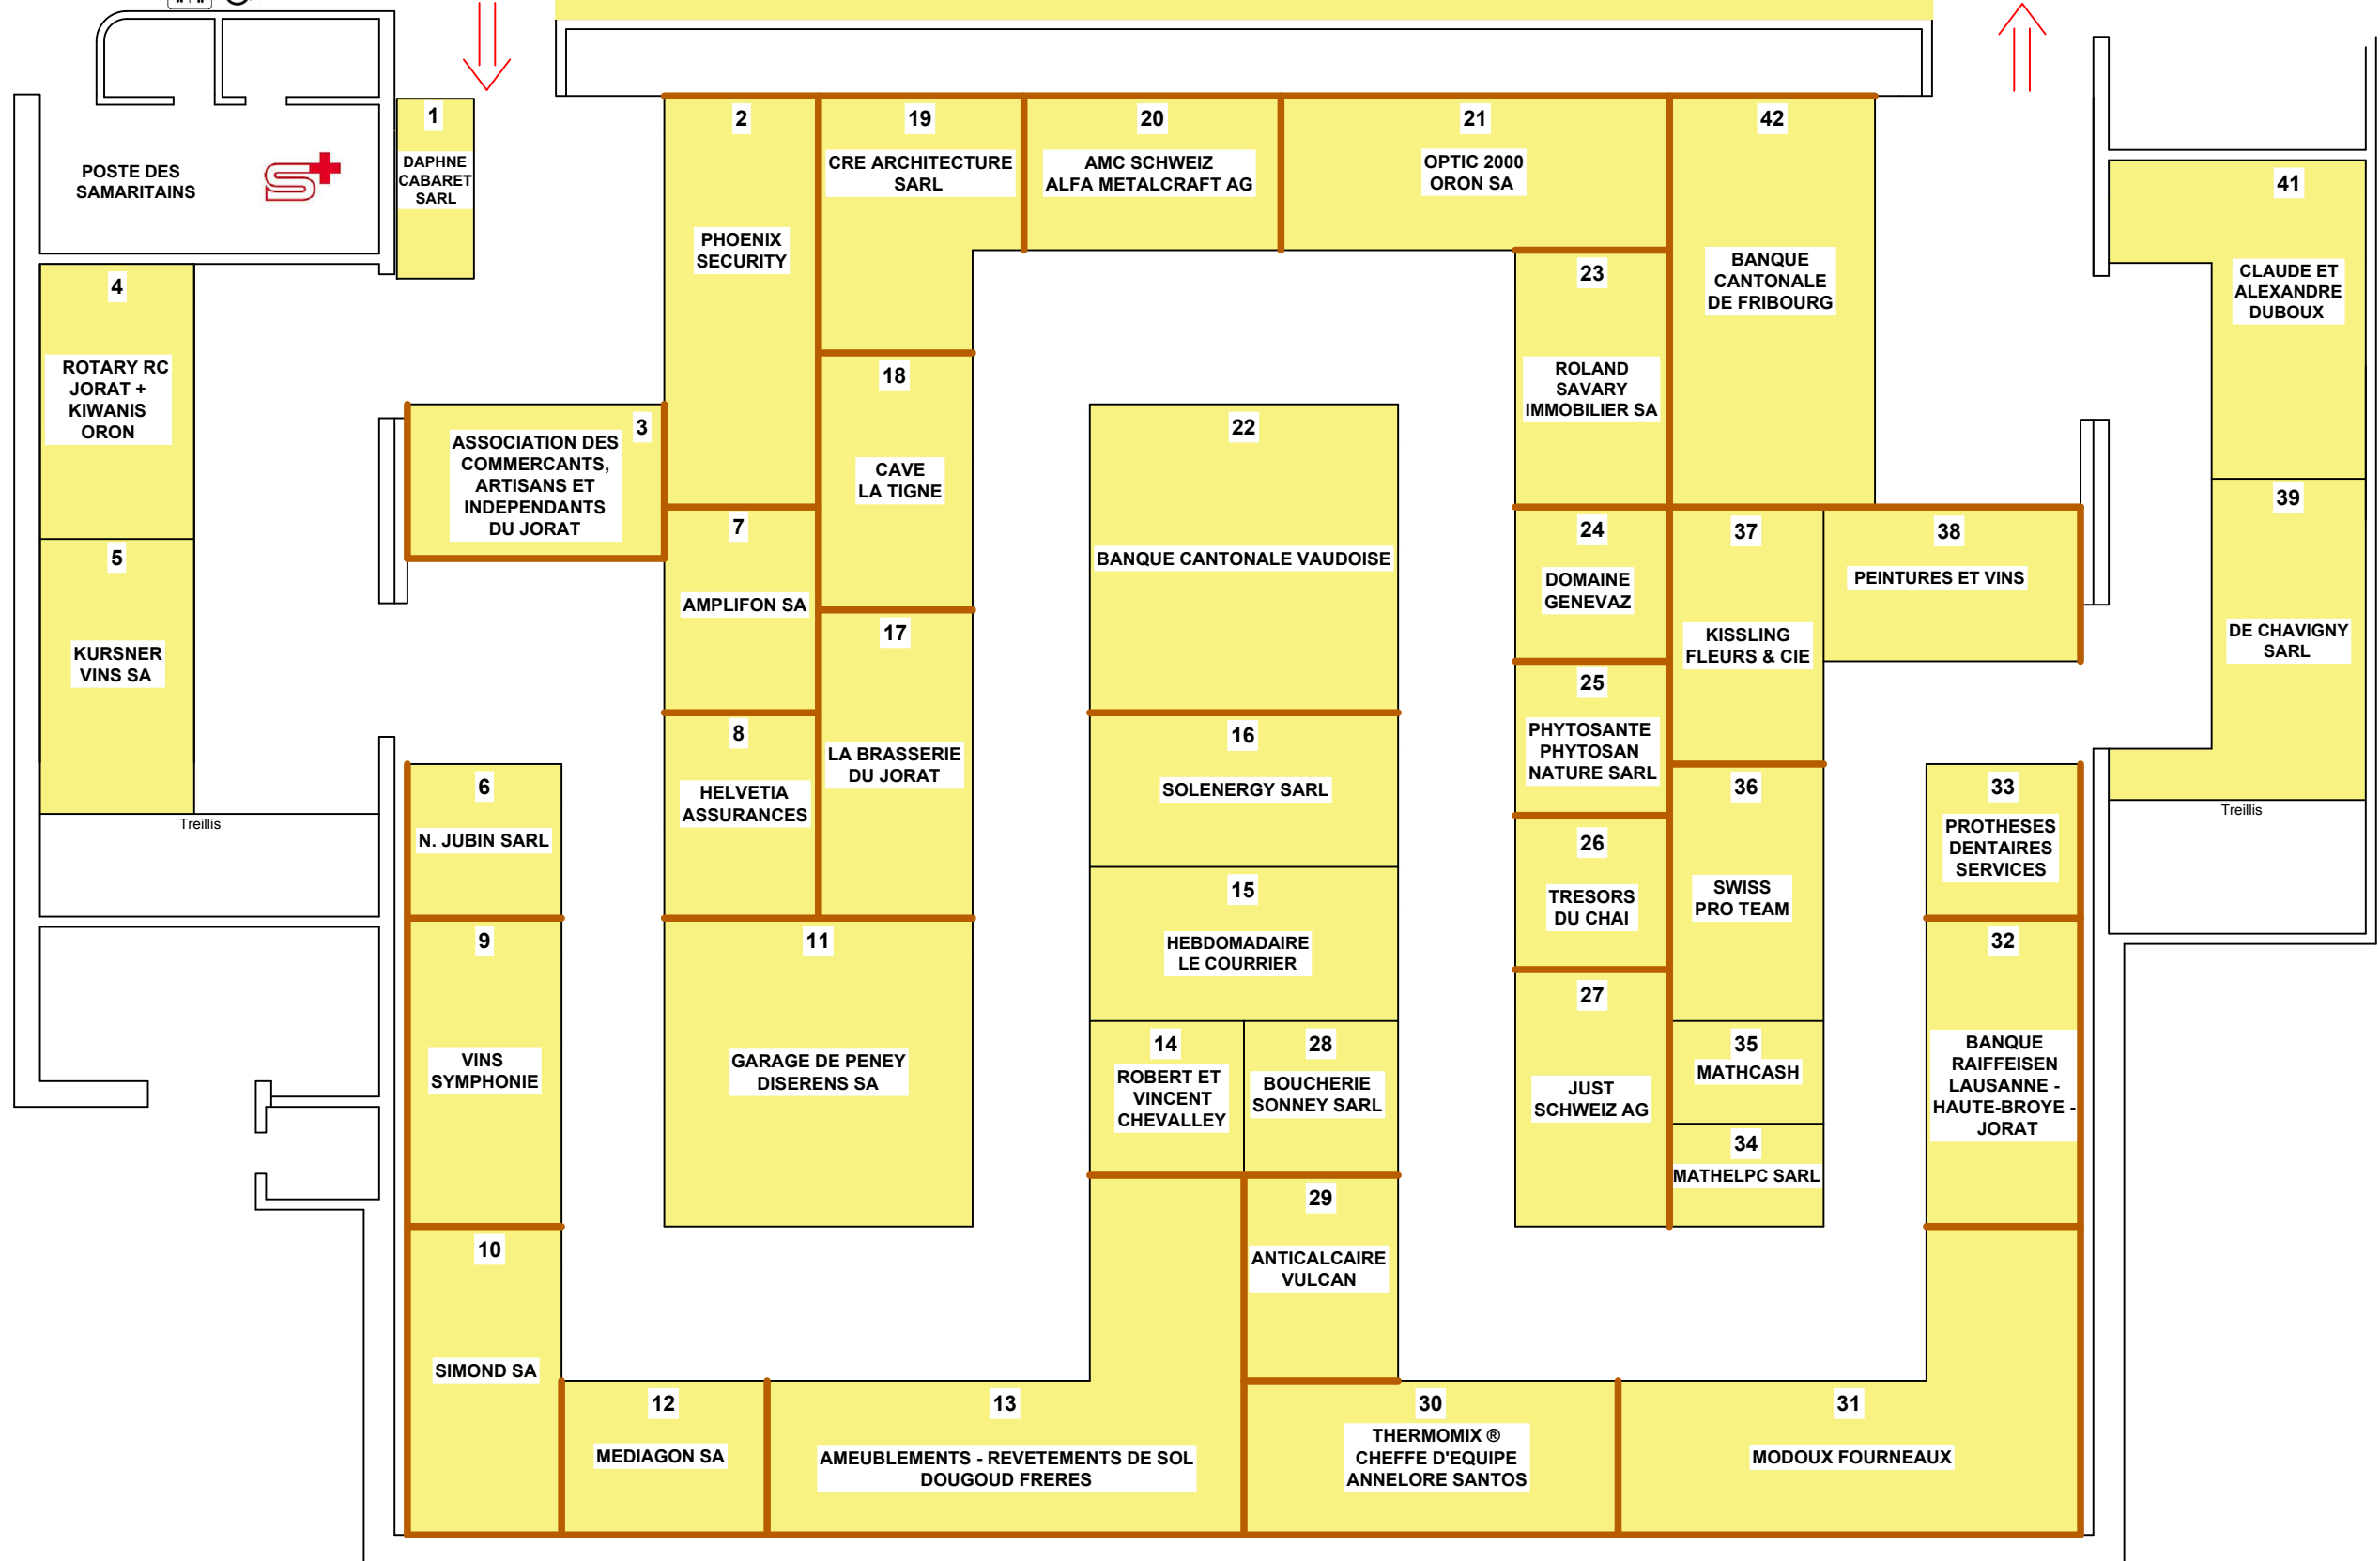 POSTE DES
SAMARITAINS
1
DAPHNE
CABARET
SARL
2
PHOENIX
SECURITY
19
CRE ARCHITECTURE
SARL
20
AMC SCHWEIZ
ALFA METALCRAFT AG
21
OPTIC 2000
ORON SA
42
BANQUE
CANTONALE
DE FRIBOURG
41
CLAUDE ET
ALEXANDRE
DUBOUX
4
ROTARY RC
JORAT +
KIWANIS
ORON
3
ASSOCIATION DES
COMMERCANTS,
ARTISANS ET
INDEPENDANTS
DU JORAT
18
CAVE
LA TIGNE
22
BANQUE CANTONALE VAUDOISE
23
ROLAND
SAVARY
IMMOBILIER SA
5
KURSNER
VINS SA
7
AMPLIFON SA
17
LA BRASSERIE
DU JORAT
24
DOMAINE
GENEVAZ
37
KISSLING
FLEURS & CIE
38
PEINTURES ET VINS
39
DE CHAVIGNY
SARL
Treillis
6
N. JUBIN SARL
8
HELVETIA
ASSURANCES
16
SOLENERGY SARL
25
PHYTOSANTE
PHYTOSAN
NATURE SARL
36
SWISS
PRO TEAM
33
PROTHESES
DENTAIRES
SERVICES
Treillis
9
VINS
SYMPHONIE
11
GARAGE DE PENEY
DISERENS SA
15
HEBDOMADAIRE
LE COURRIER
26
TRESORS
DU CHAI
32
BANQUE
RAIFFEISEN
LAUSANNE -
HAUTE-BROYE -
JORAT
14
ROBERT ET
VINCENT
CHEVALLEY
28
BOUCHERIE
SONNEY SARL
27
JUST
SCHWEIZ AG
35
MATHCASH
34
MATHELPC SARL
10
SIMOND SA
29
ANTICALCAIRE
VULCAN
12
MEDIAGON SA
13
AMEUBLEMENTS - REVETEMENTS DE SOL
DOUGOUD FRERES
30
THERMOMIX ®
CHEFFE D'EQUIPE
ANNELORE SANTOS
31
MODOUX FOURNEAUX